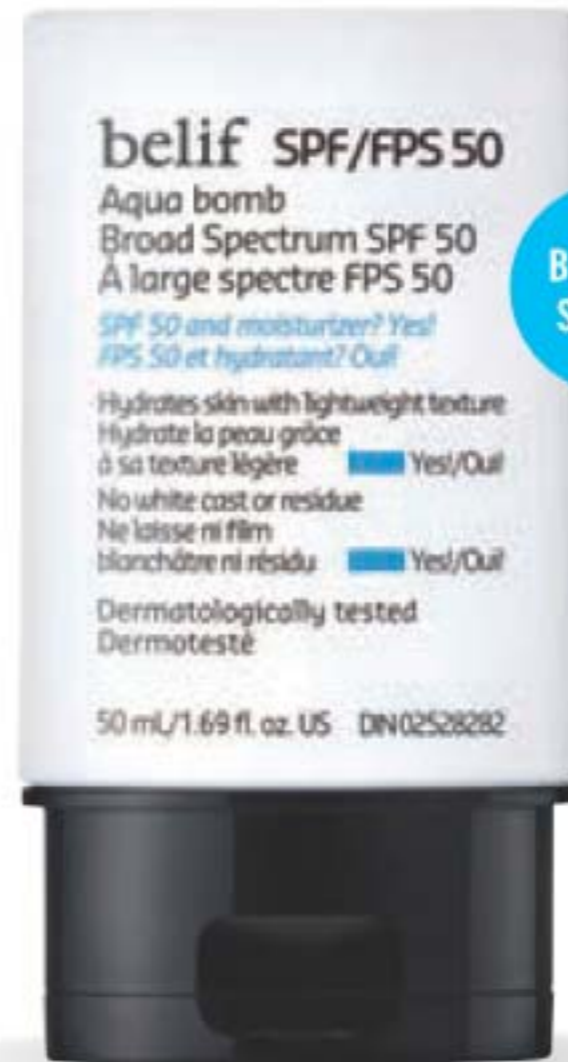 belif SPF/FPS 50
Aqua bomb
Broad Spectrum SPF 50
À large spectre FPS 50
SPF 50 and moisturizer? Yes!
FPS 50 et hydratant? Oui!
Hydrates skin with lightweight texture
Hydrate la peau grâce
à sa texture légère Yes!/Oui!
No white cast or residue
Ne laisse ni film
blanchâtre ni résidu Yes!/Oui!
Dermatologically tested
Dermotesté
50 mL/1.69 fl. oz. US DIN 02528282